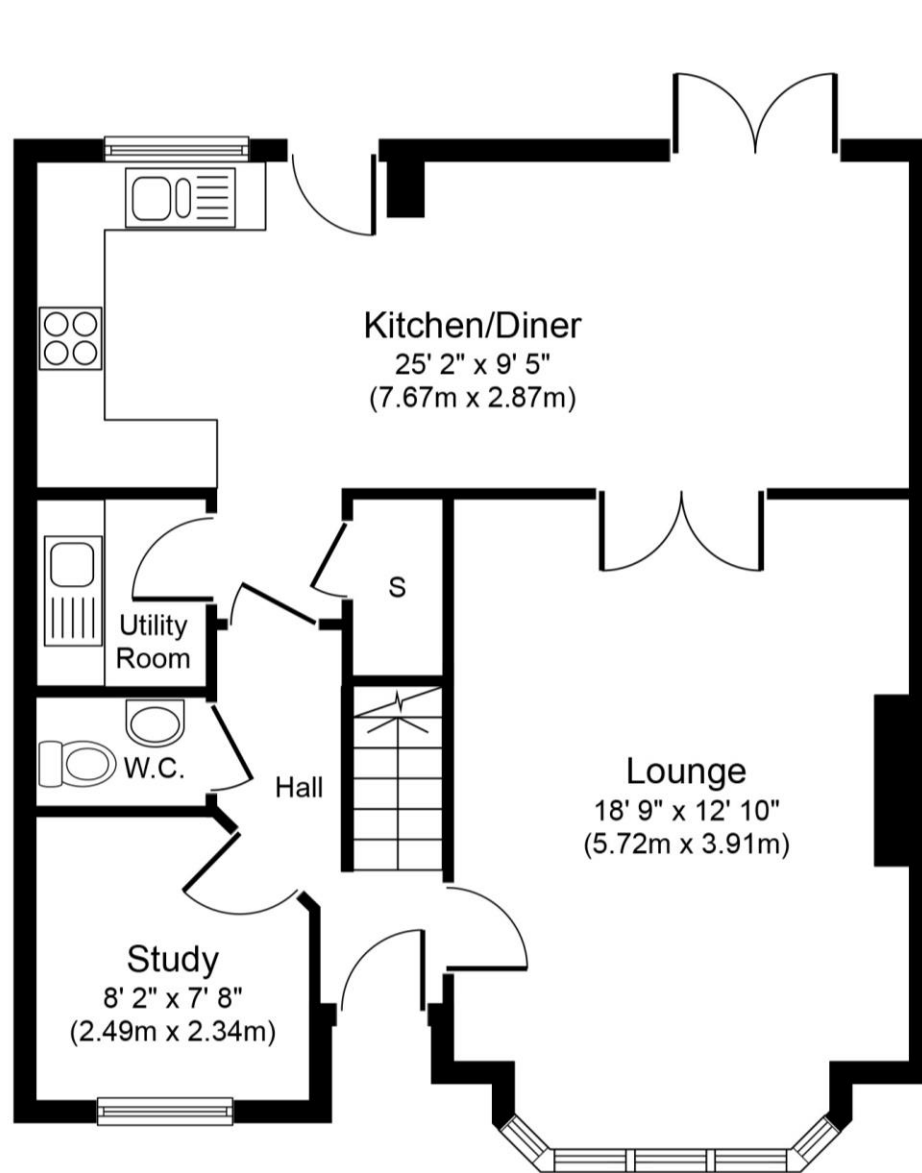 Kitchen/Diner
25' 2" x 9' 5"
(7.67m x 2.87m)
S
Utility
Room
W.C.
Hall
Lounge
18' 9" x 12' 10"
(5.72m x 3.91m)
Study
8' 2" x 7' 8"
(2.49m x 2.34m)